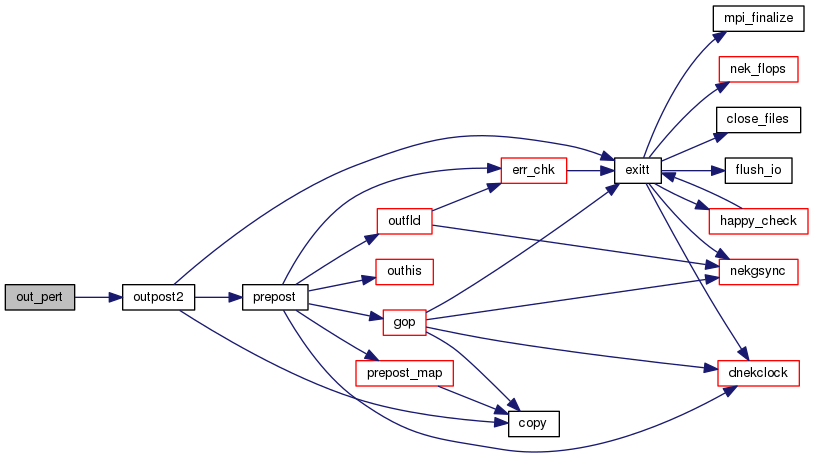 mpi_finalize
nek_flops
close_files
err_chk
exitt
flush_io
outfld
happy_check
outhis
nekgsync
out_pert
outpost2
prepost
gop
prepost_map
dnekclock
copy